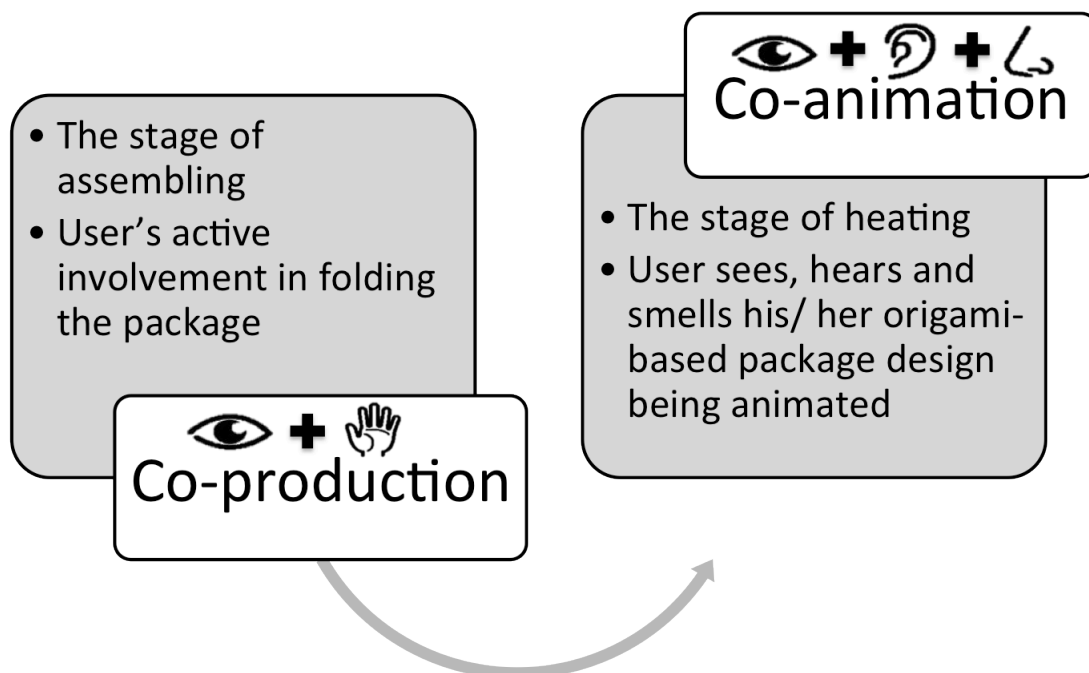 • The stage of
assembling
• User’s active
involvement in folding
the package
Co-production
Co-animation
• The stage of heating
• User sees, hears and
smells his/ her origami-
based package design
being animated